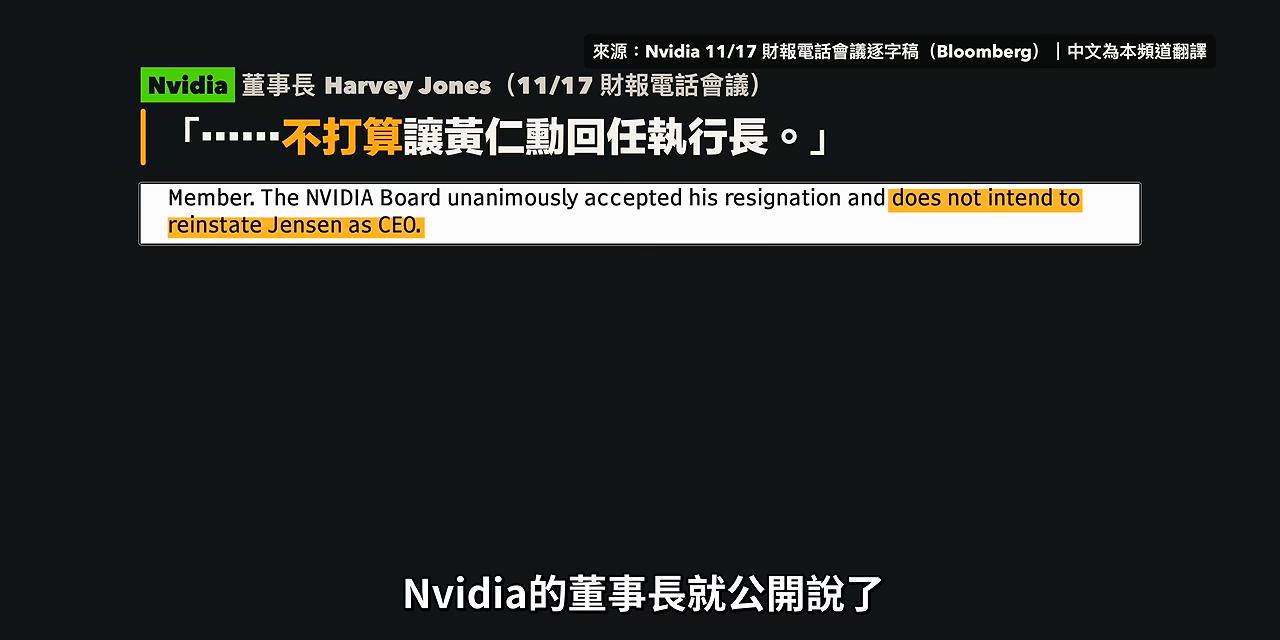 來源：Nvidia 11/17 財報電話會議逐字稿（Bloomberg）｜中文為本頻道翻譯
Nvidia 董事長 Harvey Jones（11/17 財報電話會議）
「⋯⋯不打算讓黃仁勳回任執行長。」
Member. The NVIDIA Board unanimously accepted his resignation and does not intend to
reinstate Jensen as CEO.
Nvidia的董事長就公開說了